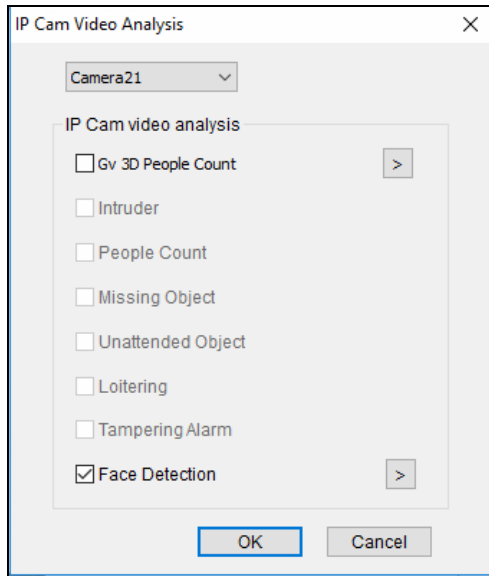 IP Cam Video Analysis
Camera21
IP Cam video analysis
Gv 3D People Count >
Intruder
People Count
Missing Object
Unattended Object
Loitering
Tampering Alarm
Face Detection >
OK Cancel